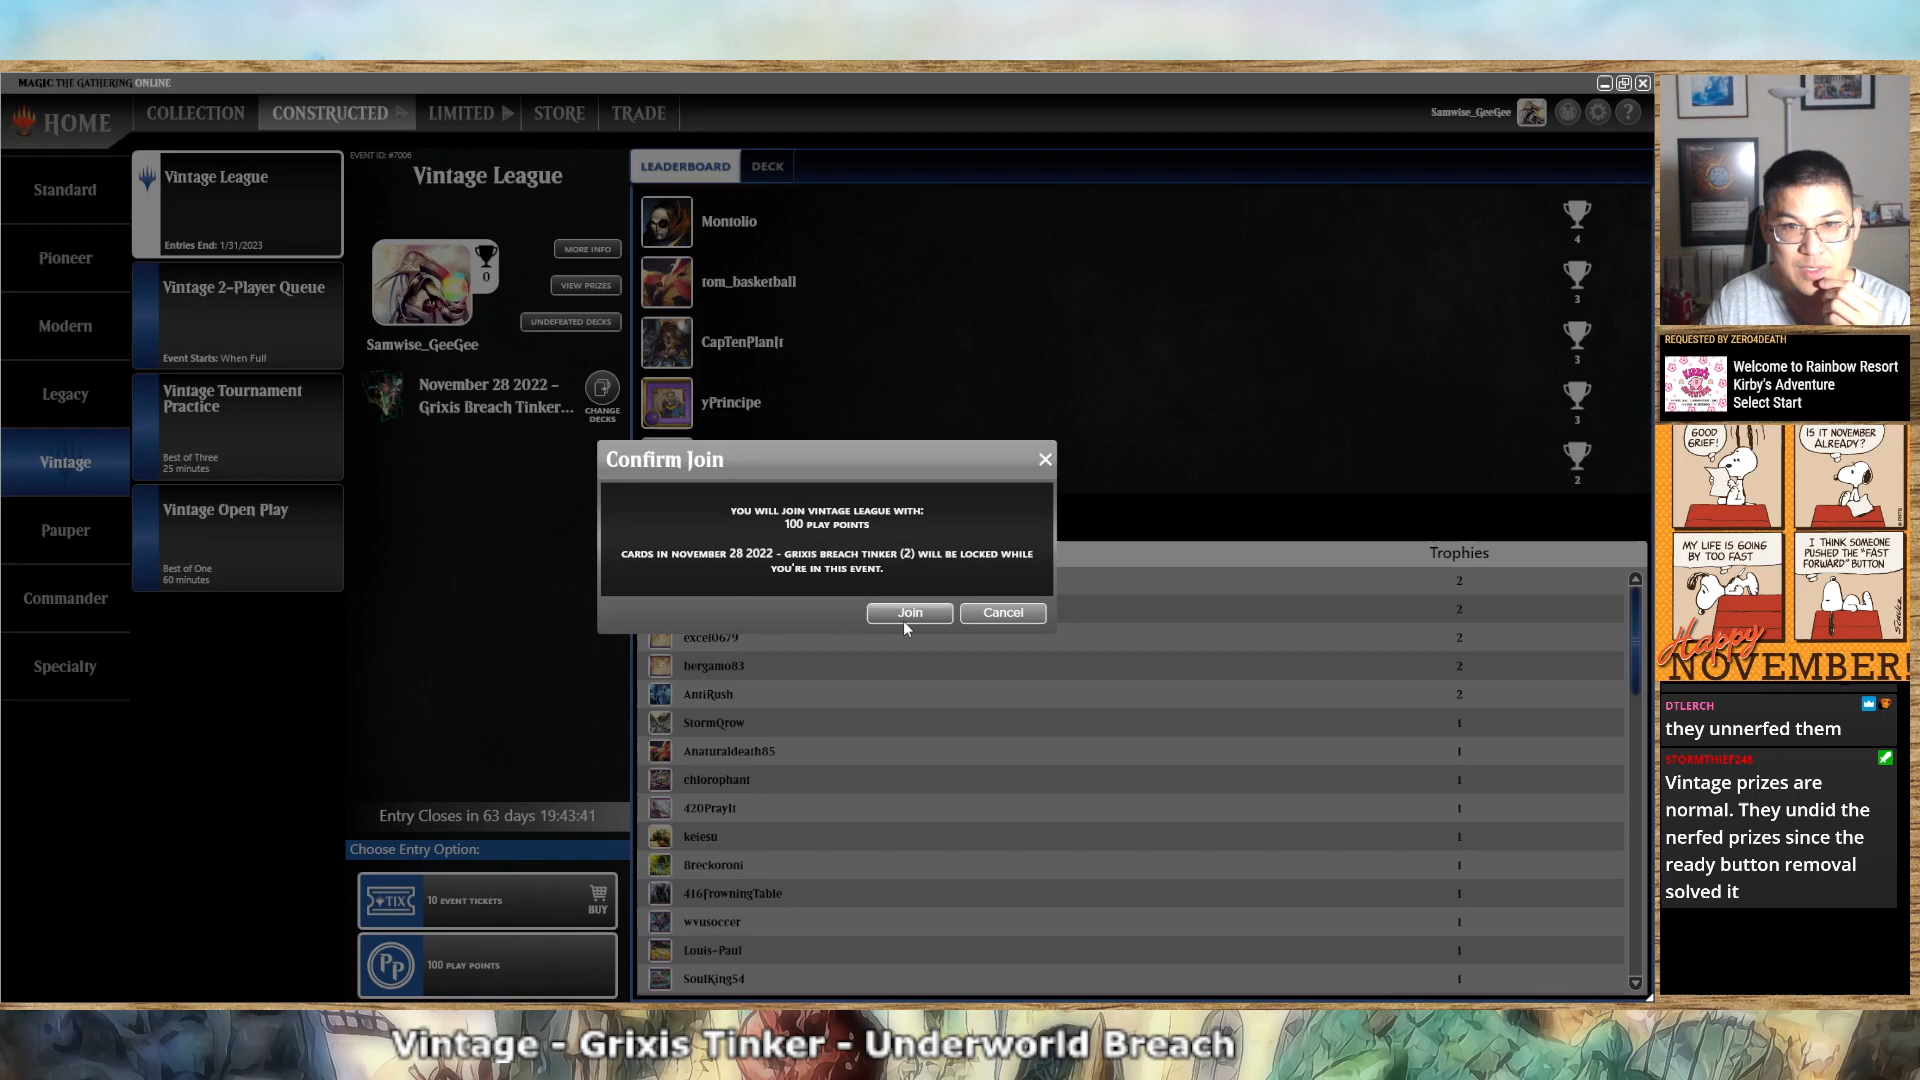 MAGIC THE GATHERING ONLINE
HOME
COLLECTION
CONSTRUCTED
LIMITED
STORE
TRADE
Samwise_GeeGee
?
Standard
Pioneer
Modern
Legacy
Vintage
Pauper
Commander
Specialty
Vintage League
Entries End: 1/31/2023
Vintage 2-Player Queue
Event Starts: When Full
Vintage Tournament
Practice
Best of Three
25 minutes
Vintage Open Play
Best of One
60 minutes
EVENT ID: #7006
Vintage League
0
MORE INFO
VIEW PRIZES
UNDEFEATED DECKS
Samwise_GeeGee
November 28 2022 -
Grixis Breach Tinker...
CHANGE
DECKS
Entry Closes in 63 days 19:43:41
Choose Entry Option:
TIX
10 EVENT TICKETS
BUY
PP
100 PLAY POINTS
LEADERBOARD
DECK
Montolio
4
tom_basketball
3
CapTenPlanIt
3
yPrincipe
3
2
Confirm Join
YOU WILL JOIN VINTAGE LEAGUE WITH:
100 PLAY POINTS
CARDS IN NOVEMBER 28 2022 - GRIXIS BREACH TINKER (2) WILL BE LOCKED WHILE
YOU'RE IN THIS EVENT.
Join
Cancel
Trophies
2
2
excel0679 2
bergamo83 2
AntiRush 2
StormQrow 1
Anaturaldeath85 1
chlorophant 1
420PrayIt 1
keiesu 1
Breckoroni 1
416FrowningTable 1
wvusoccer 1
Louis-Paul 1
SoulKing54 1
REQUESTED BY ZERO4DEATH
Welcome to Rainbow Resort
Kirby's Adventure
Select Start
GOOD
GRIEF!
IS IT NOVEMBER
ALREADY?
MY LIFE IS GOING
BY TOO FAST
I THINK SOMEONE
PUSHED THE "FAST
FORWARD" BUTTON
Happy
NOVEMBER!
DTLERCH
they unnerfed them
STORMTHIEF248
Vintage prizes are
normal. They undid the
nerfed prizes since the
ready button removal
solved it
Vintage - Grixis Tinker - Underworld Breach